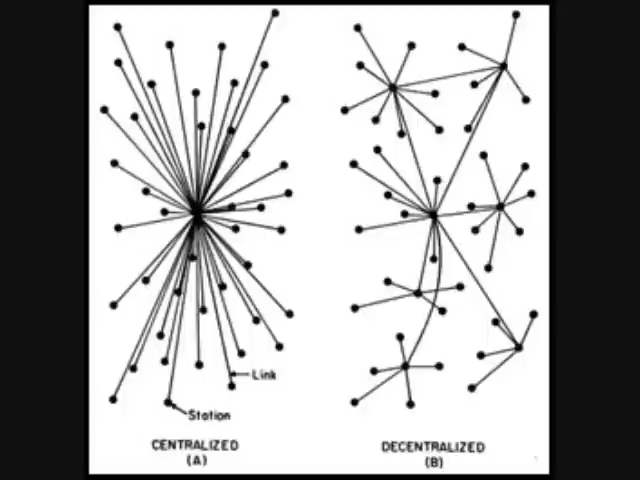 Link
Station
CENTRALIZED
(A)
DECENTRALIZED
(B)